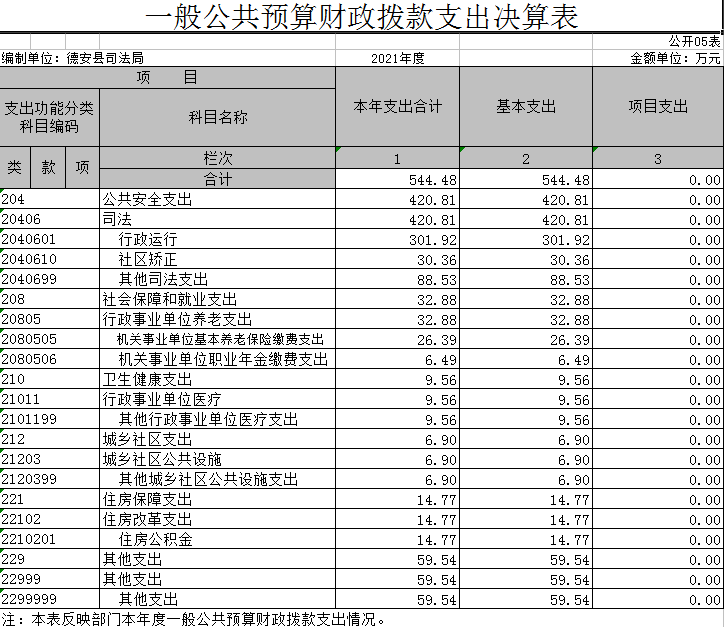 一般公共预算财政拨款支出决算表
公开05表
编制单位：德安县司法局 2021年度 金额单位：万元
项 目 本年支出合计 基本支出 项目支出
支出功能分类科目编码 科目名称
类 款 项 栏次 1 2 3
合计 544.48 544.48 0.00
204 公共安全支出 420.81 420.81 0.00
20406 司法 420.81 420.81 0.00
2040601 行政运行 301.92 301.92 0.00
2040610 社区矫正 30.36 30.36 0.00
2040699 其他司法支出 88.53 88.53 0.00
208 社会保障和就业支出 32.88 32.88 0.00
20805 行政事业单位养老支出 32.88 32.88 0.00
2080505 机关事业单位基本养老保险缴费支出 26.39 26.39 0.00
2080506 机关事业单位职业年金缴费支出 6.49 6.49 0.00
210 卫生健康支出 9.56 9.56 0.00
21011 行政事业单位医疗 9.56 9.56 0.00
2101199 其他行政事业单位医疗支出 9.56 9.56 0.00
212 城乡社区支出 6.90 6.90 0.00
21203 城乡社区公共设施 6.90 6.90 0.00
2120399 其他城乡社区公共设施支出 6.90 6.90 0.00
221 住房保障支出 14.77 14.77 0.00
22102 住房改革支出 14.77 14.77 0.00
2210201 住房公积金 14.77 14.77 0.00
229 其他支出 59.54 59.54 0.00
22999 其他支出 59.54 59.54 0.00
2299999 其他支出 59.54 59.54 0.00
注：本表反映部门本年度一般公共预算财政拨款支出情况。